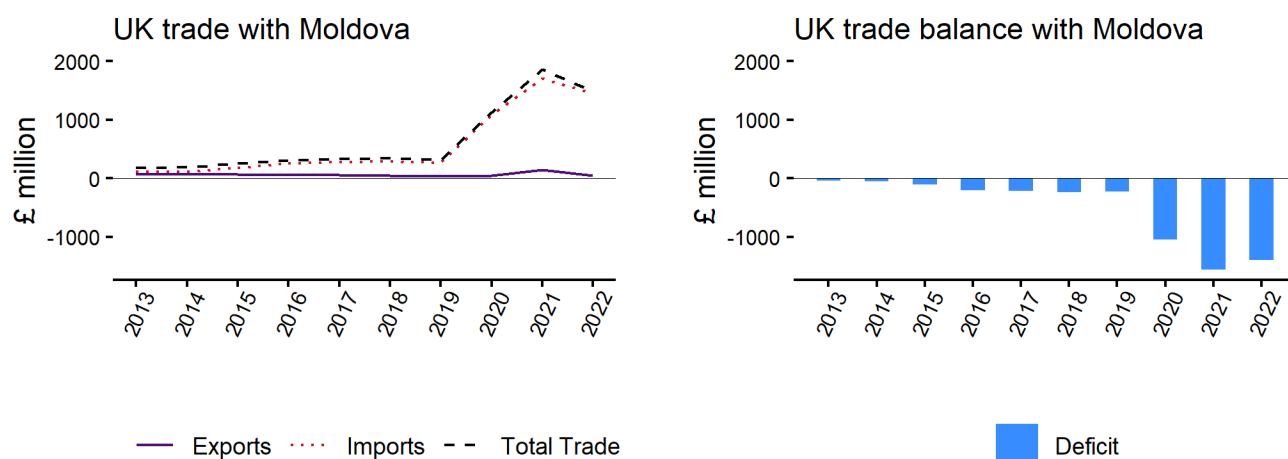 UK trade with Moldova
£ million
2000
1000
0
-1000
2013 2014 2015 2016 2017 2018 2019 2020 2021 2022
Exports Imports Total Trade
UK trade balance with Moldova
£ million
2000
1000
0
-1000
2013 2014 2015 2016 2017 2018 2019 2020 2021 2022
Deficit